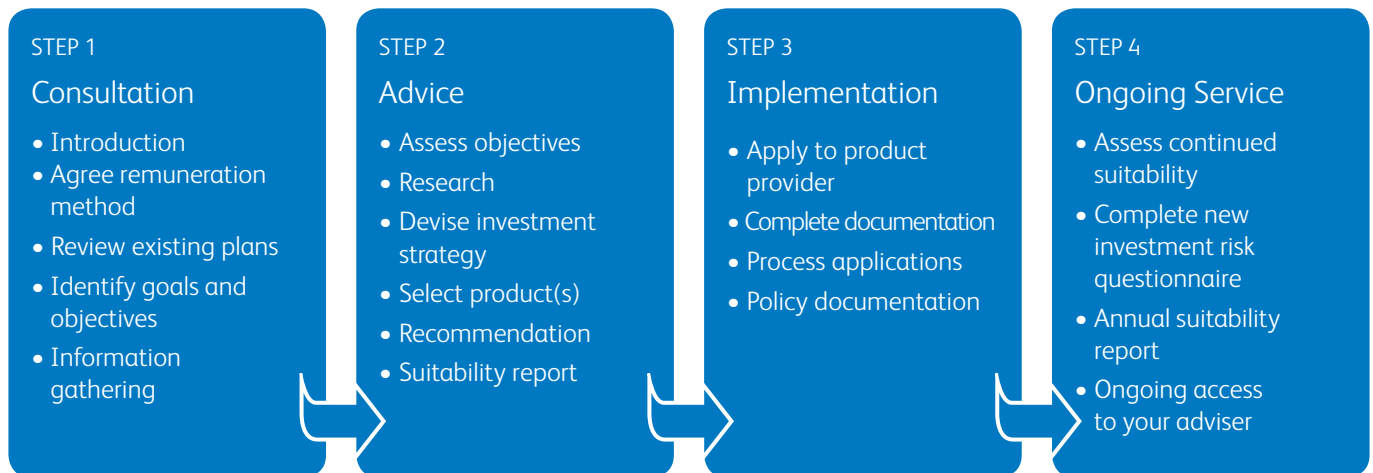 STEP 1
Consultation
• Introduction
• Agree remuneration
method
• Review existing plans
• Identify goals and
objectives
• Information
gathering
STEP 2
Advice
• Assess objectives
• Research
• Devise investment
strategy
• Select product(s)
• Recommendation
• Suitability report
STEP 3
Implementation
• Apply to product
provider
• Complete documentation
• Process applications
• Policy documentation
STEP 4
Ongoing Service
• Assess continued
suitability
• Complete new
investment risk
questionnaire
• Annual suitability
report
• Ongoing access
to your adviser